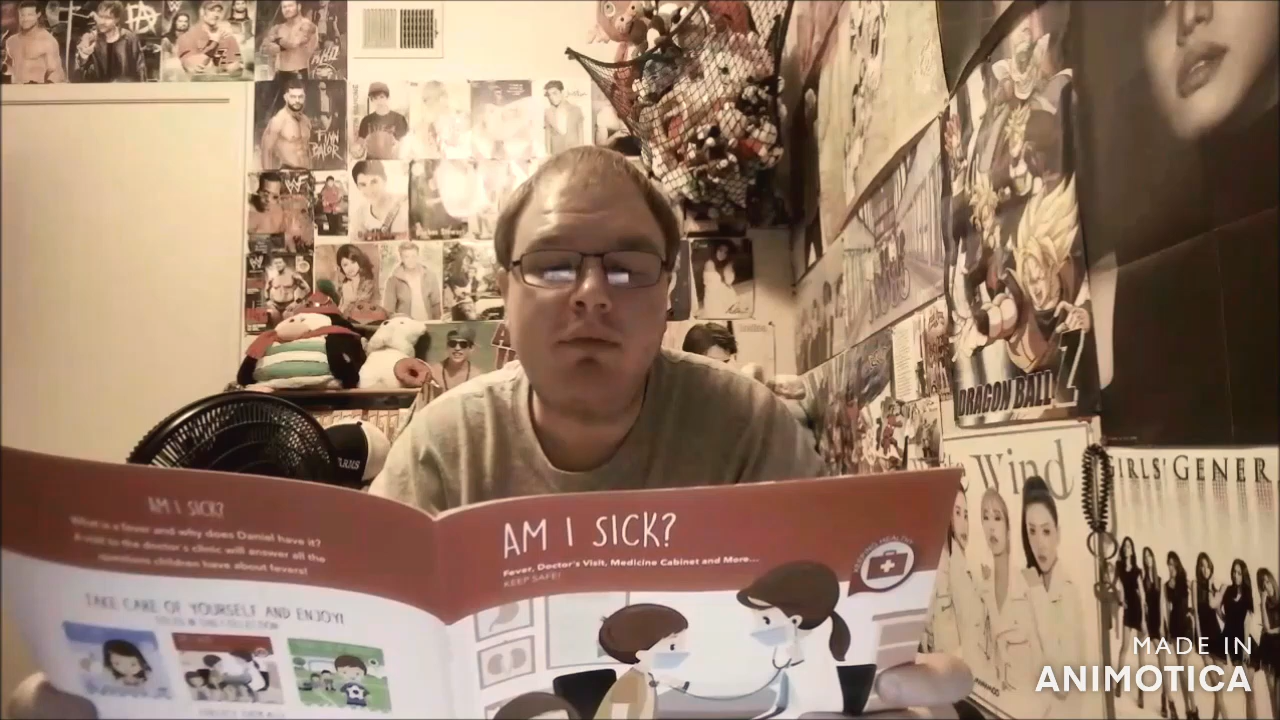 FINN
BALOR
DRAGON BALL Z
Wind
GIRLS' GENER
AM I SICK?
What is a fever and why does Daniel have it?
A visit to the doctor's clinic will answer all the
questions children have about fevers!
TAKE CARE OF YOURSELF AND ENJOY!
AM I SICK?
Fever, Doctor's Visit, Medicine Cabinet and More...
KEEP SAFE!
MADE IN
ANIMOTICA